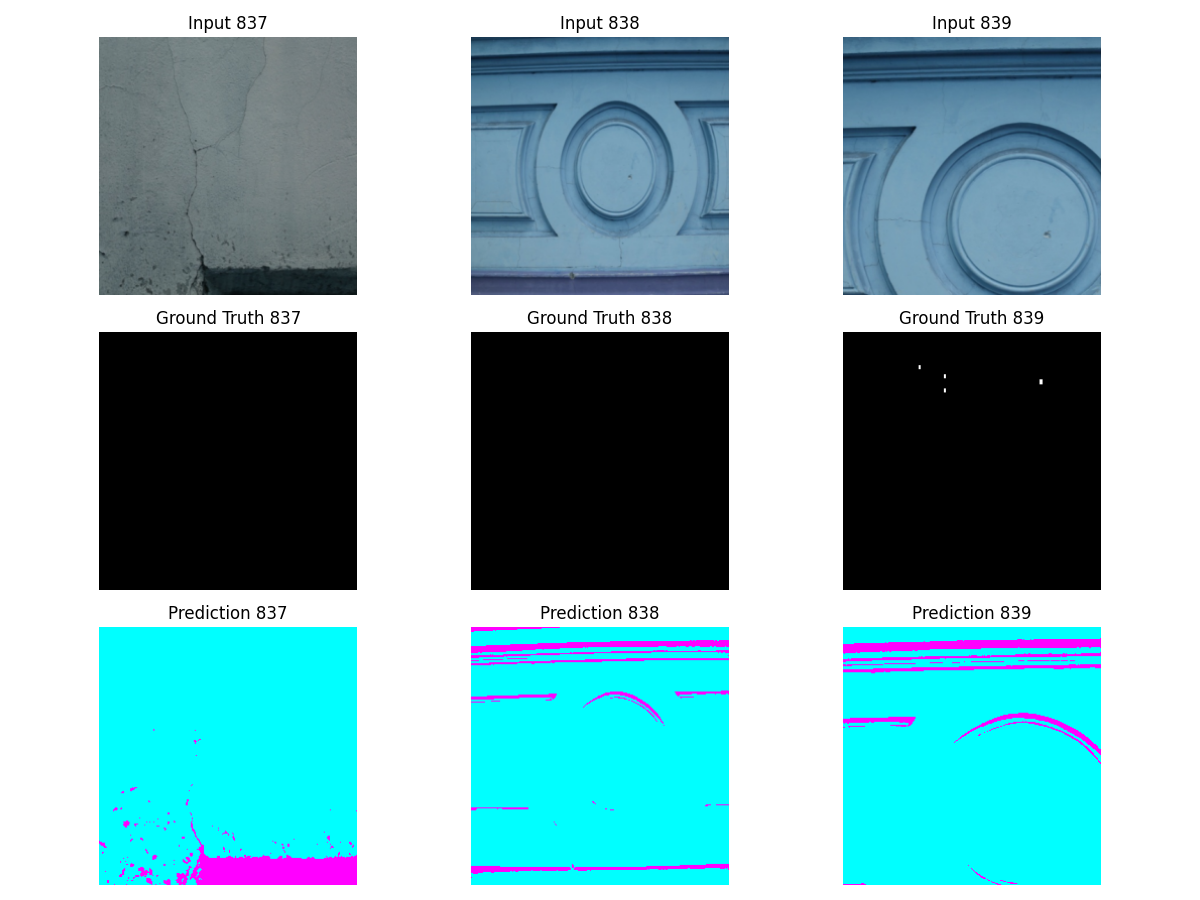 Input 837
Input 838
Input 839
Ground Truth 837
Ground Truth 838
Ground Truth 839
Prediction 837
Prediction 838
Prediction 839